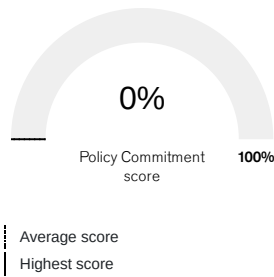 0%
Policy Commitment 100%
score
Average score
Highest score